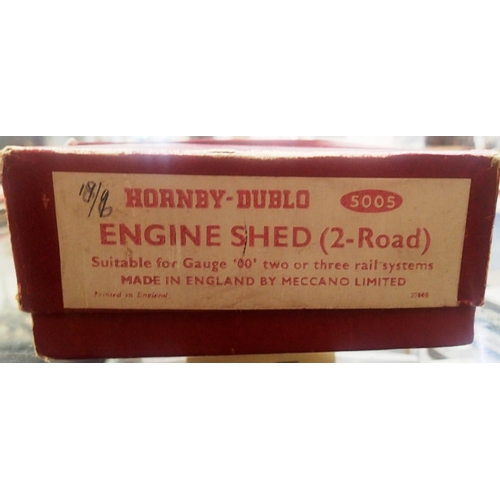 18/9 HORNBY-DUBLO 5005
ENGINE SHED (2-Road)
Suitable for Gauge '00' two or three rail systems
MADE IN ENGLAND BY MECCANO LIMITED
Printed in England